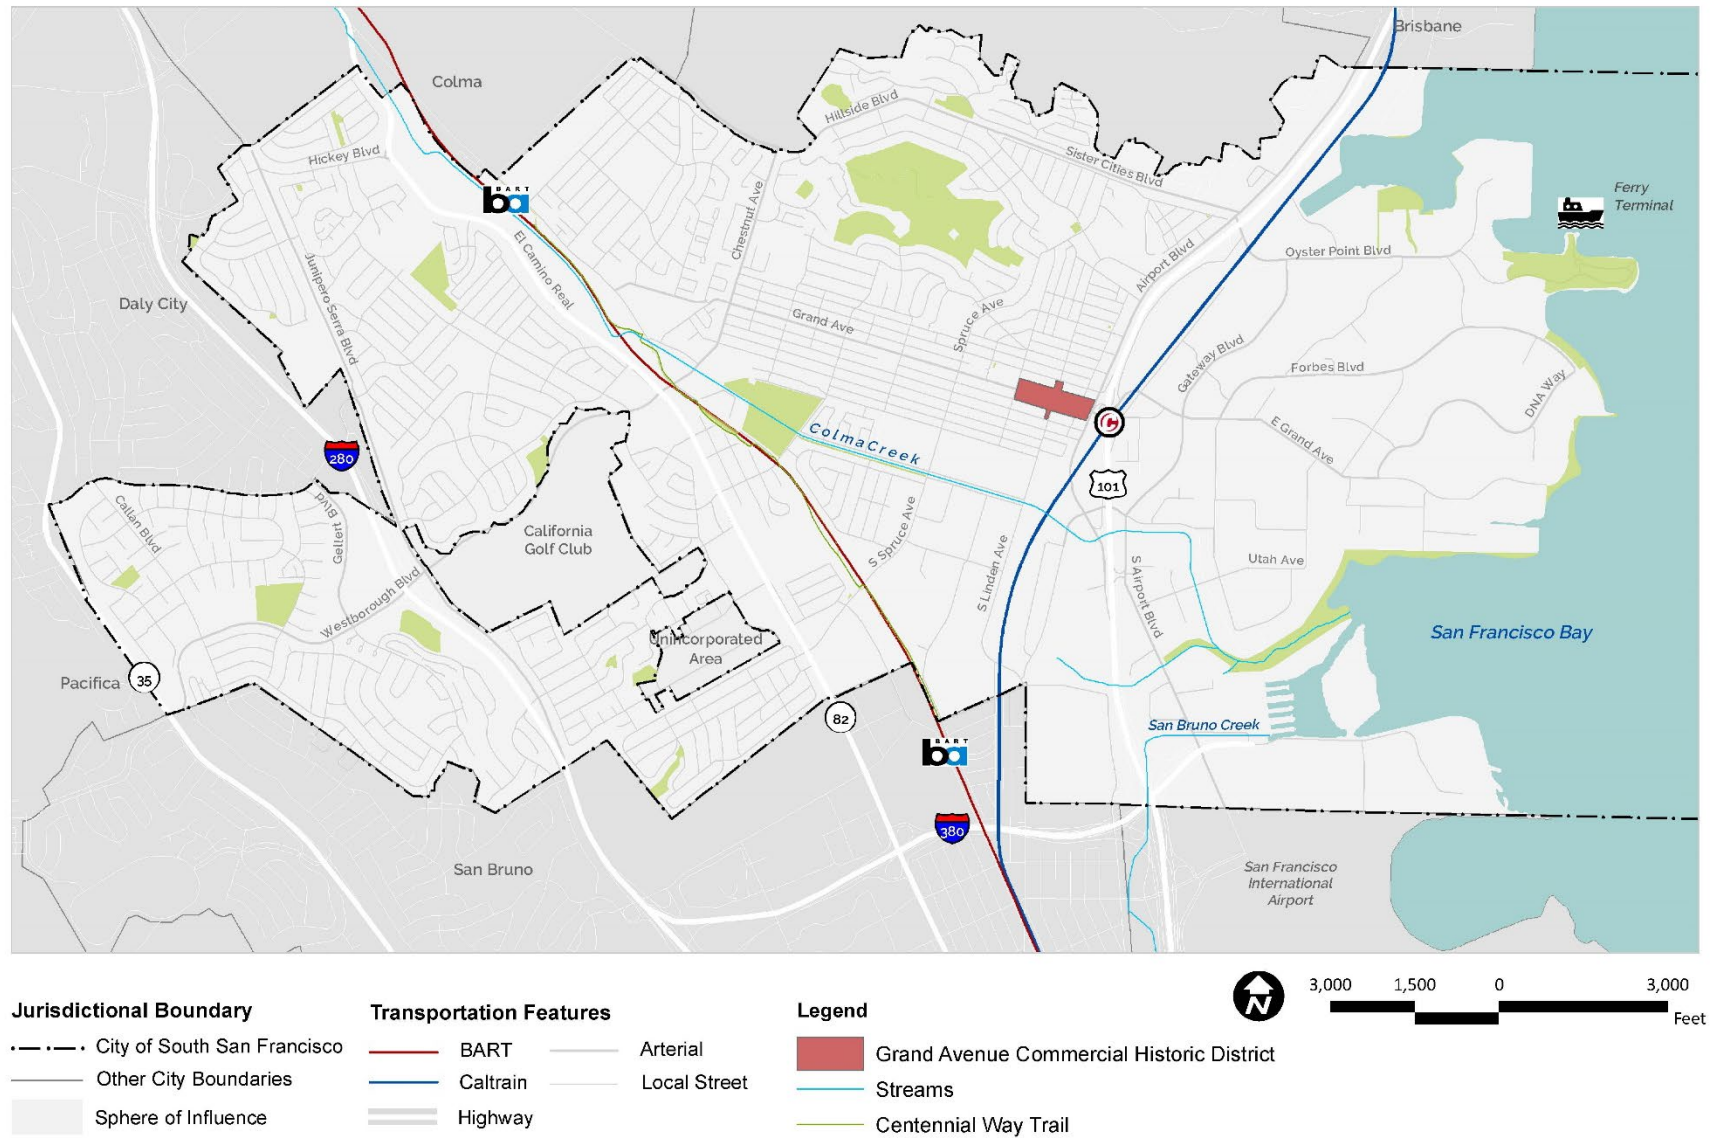 Brisbane
Colma
Hillside Blvd
Hickey Blvd
Sister Cities Blvd
BART
ba
Ferry
Terminal
Chestnut Ave
El Camino Real
Airport Blvd
Oyster Point Blvd
Junipero Serra Blvd
Daly City
Grand Ave
Spruce Ave
Gateway Blvd
Forbes Blvd
DNA Way
C
E Grand Ave
Colma Creek
280
101
Callan Blvd
Gellert Blvd
California
Golf Club
S Spruce Ave
S Linden Ave
Utah Ave
S Airport Blvd
Westborough Blvd
Unincorporated
Area
San Francisco Bay
Pacifica
35
82
San Bruno Creek
BART
ba
380
San Bruno
San Francisco
International
Airport
N
3,000 1,500 0 3,000
Feet
Jurisdictional Boundary
City of South San Francisco
Other City Boundaries
Sphere of Influence
Transportation Features
BART
Caltrain
Highway
Arterial
Local Street
Legend
Grand Avenue Commercial Historic District
Streams
Centennial Way Trail